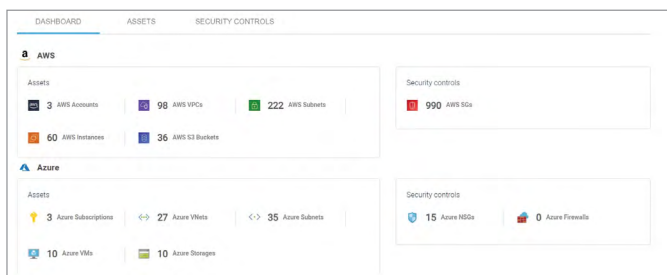 DASHBOARD ASSETS SECURITY CONTROLS
a AWS
Assets
3 AWS Accounts 98 AWS VPCs 222 AWS Subnets
60 AWS Instances 36 AWS S3 Buckets
Security controls
990 AWS SGs
Azure
Assets
3 Azure Subscriptions 27 Azure VNets 35 Azure Subnets
10 Azure VMs 10 Azure Storages
Security controls
15 Azure NSGs 0 Azure Firewalls